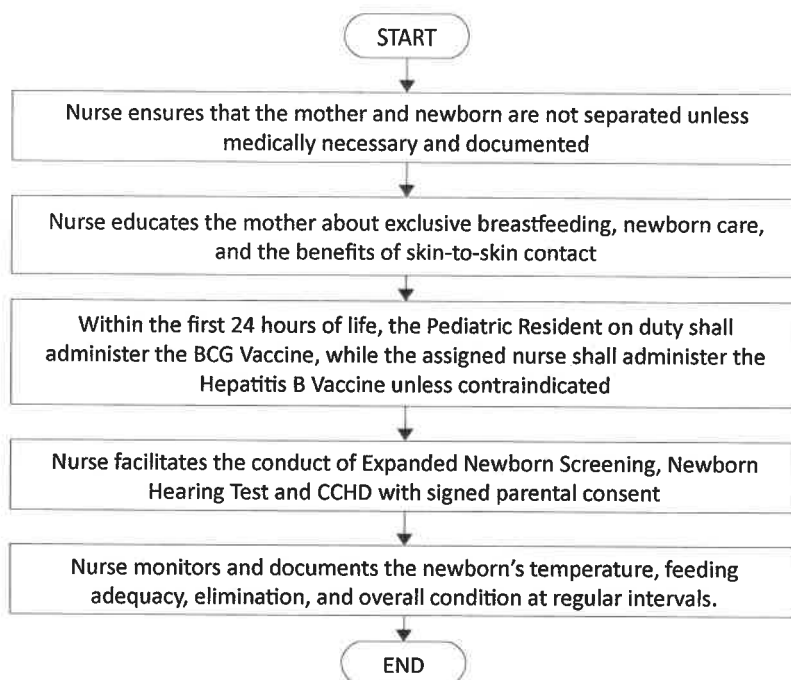 START
Nurse ensures that the mother and newborn are not separated unless
medically necessary and documented
Nurse educates the mother about exclusive breastfeeding, newborn care,
and the benefits of skin-to-skin contact
Within the first 24 hours of life, the Pediatric Resident on duty shall
administer the BCG Vaccine, while the assigned nurse shall administer the
Hepatitis B Vaccine unless contraindicated
Nurse facilitates the conduct of Expanded Newborn Screening, Newborn
Hearing Test and CCHD with signed parental consent
Nurse monitors and documents the newborn’s temperature, feeding
adequacy, elimination, and overall condition at regular intervals.
END